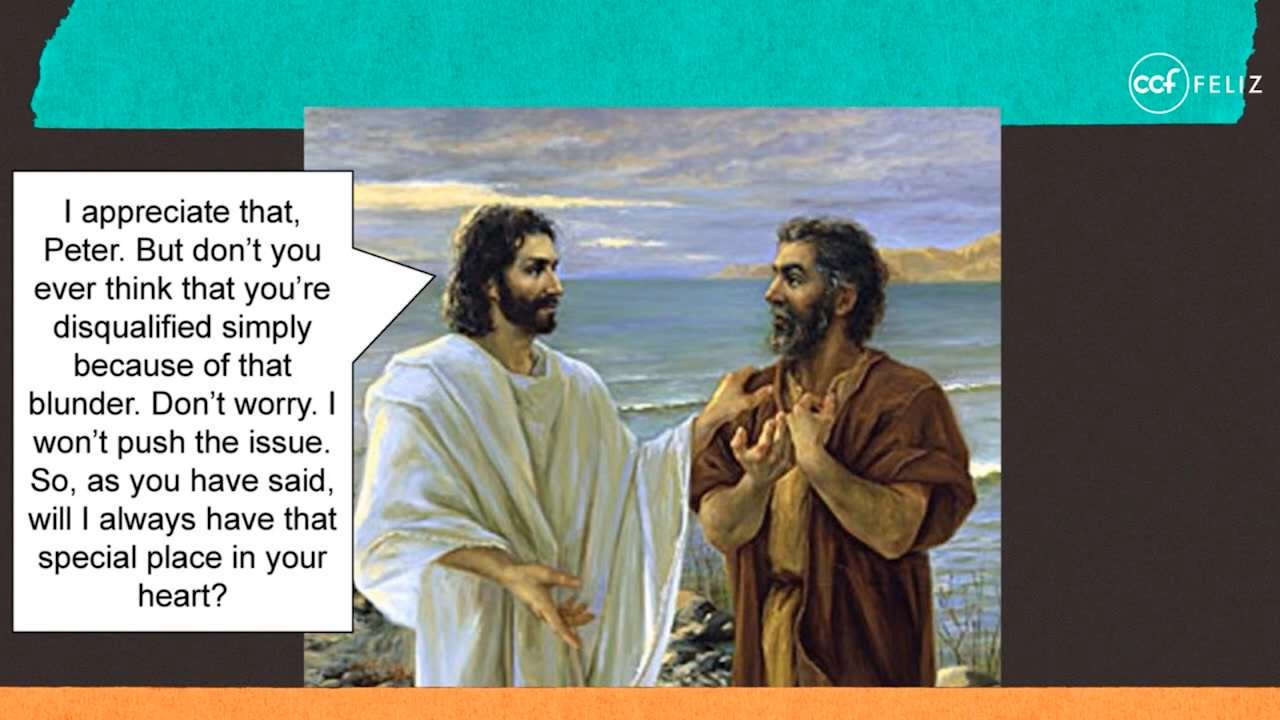 ccf FELIZ
I appreciate that,
Peter. But don’t you
ever think that you’re
disqualified simply
because of that
blunder. Don’t worry. I
won’t push the issue.
So, as you have said,
will I always have that
special place in your
heart?